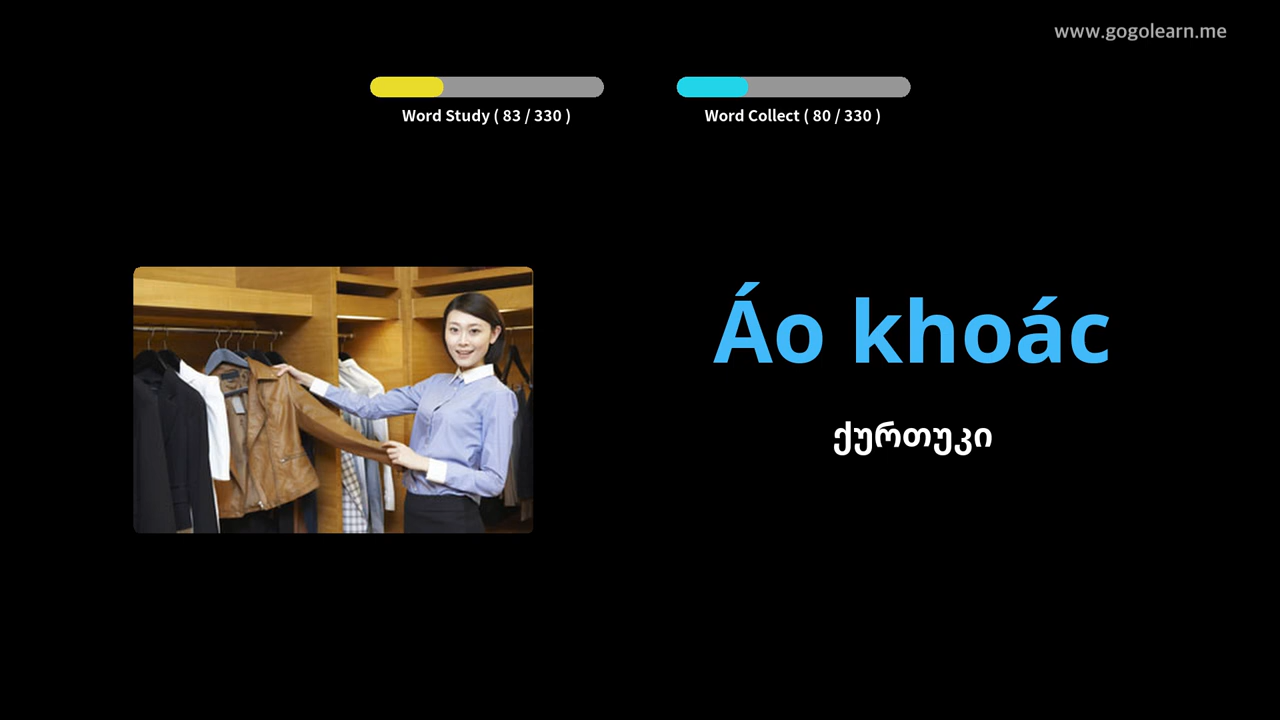 www.gogolearn.me
Word Study ( 83 / 330 )
Word Collect ( 80 / 330 )
Áo khoác
ქურთუკი